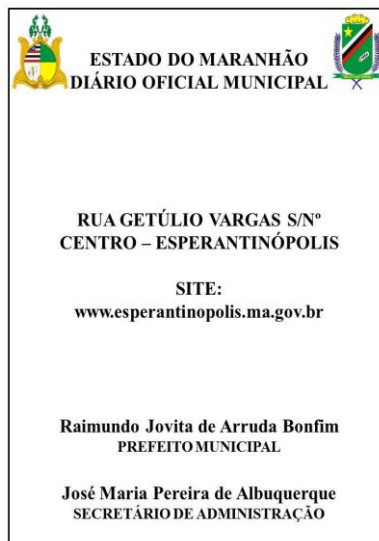 ESTADO DO MARANHÃO
DIÁRIO OFICIAL MUNICIPAL
RUA GETÚLIO VARGAS S/Nº
CENTRO – ESPERANTINÓPOLIS
SITE:
www.esperantinopolis.ma.gov.br
Raimundo Jovita de Arruda Bonfim
PREFEITO MUNICIPAL
José Maria Pereira de Albuquerque
SECRETÁRIO DE ADMINISTRAÇÃO